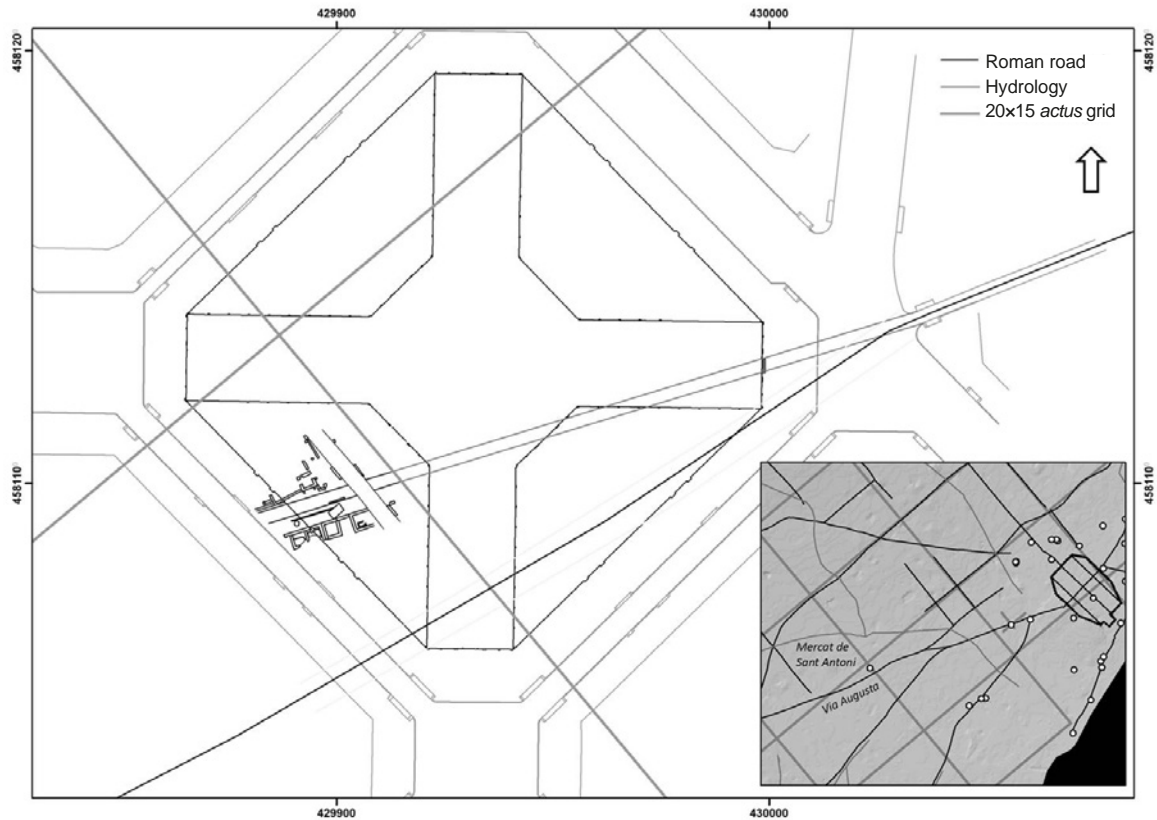 429900
430000
458120
458120
Roman road
Hydrology
20×15 actus grid
458110
458110
Mercat de
Sant Antoni
Via Augusta
429900
430000